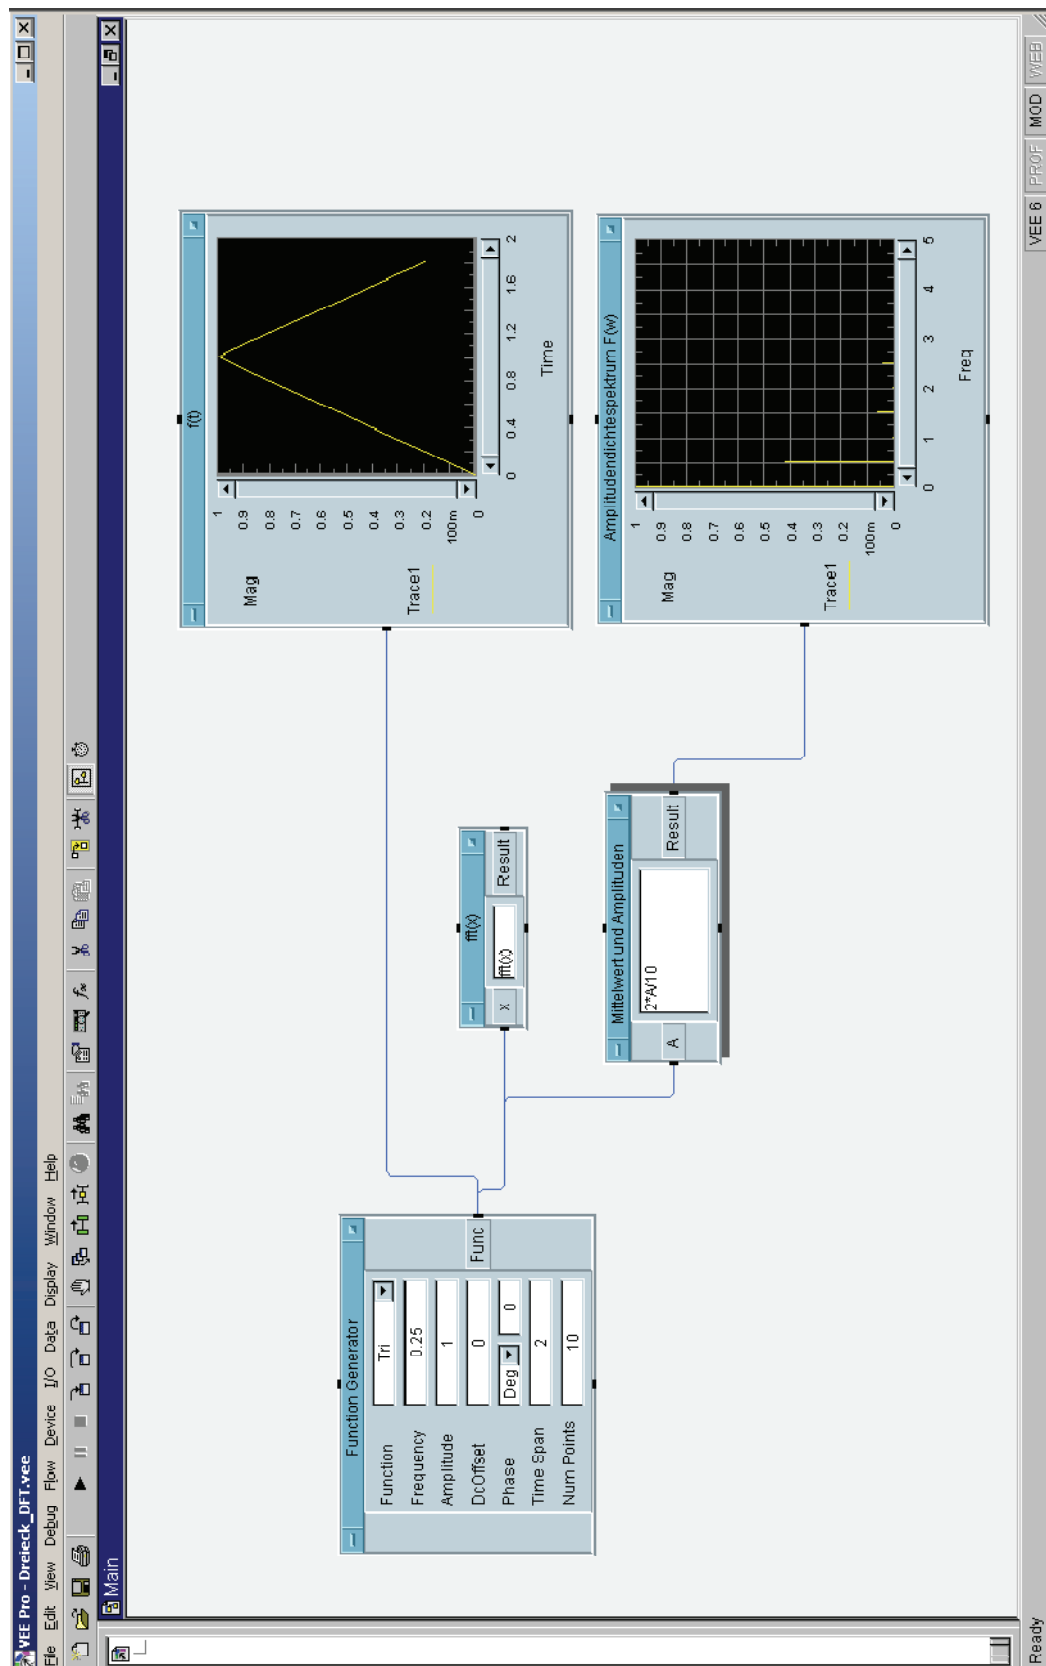 VEE Pro - Dreieck_DFT.vee
File Edit View Debug Flow Device I/O Data Display Window Help
Main
Function Generator
Function Tri
Frequency 0.25
Amplitude 1
DcOffset 0
Phase Deg 0
Time Span 2
Num Points 10
Func
fft(x)
x
fft(x)
Result
Mittelwert und Amplituden
A
2*A/10
Result
f(t)
Mag
Trace1
1
0.9
0.8
0.7
0.6
0.5
0.4
0.3
0.2
100m
0
0 0.4 0.8 1.2 1.6 2
Time
Amplitudendichtespektrum F(w)
Mag
Trace1
1
0.9
0.8
0.7
0.6
0.5
0.4
0.3
0.2
100m
0
0 1 2 3 4 5
Freq
Ready
VEE 6 PROF MOD WEB